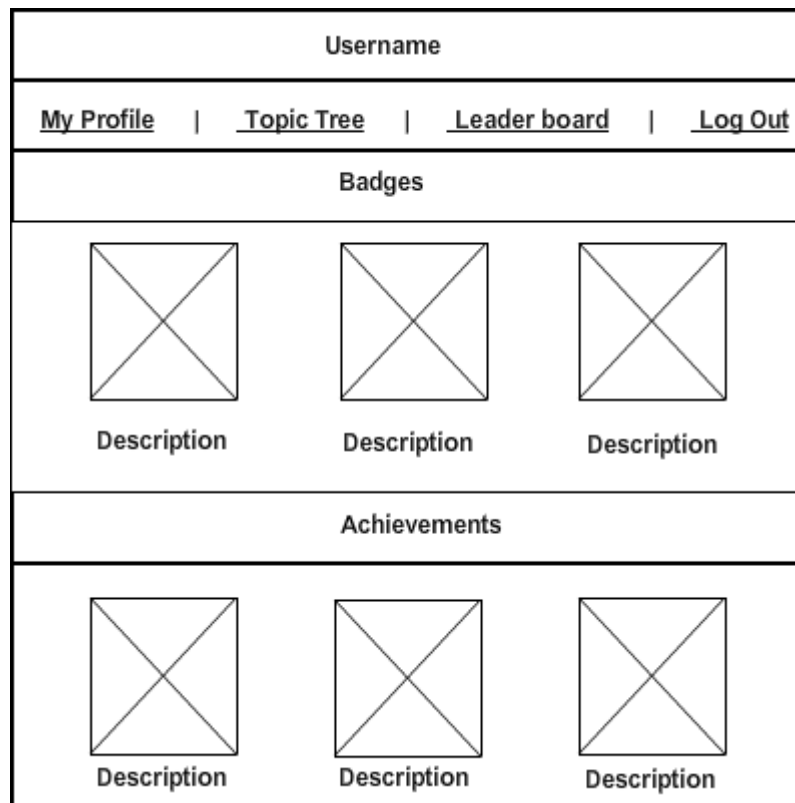 Username
My Profile | Topic Tree | Leader board | Log Out
Badges
Description Description Description
Achievements
Description Description Description